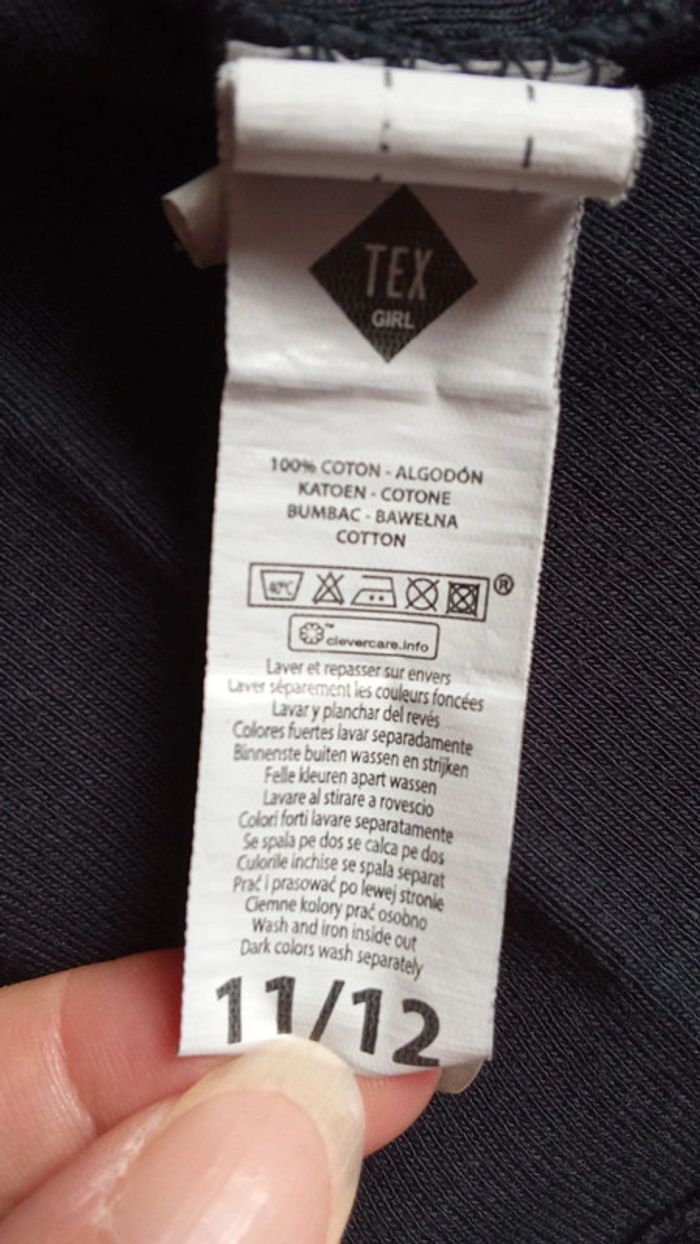 TEX
GIRL
100% COTON - ALGODÓN
KATOEN - COTONE
BUMBAC - BAWEŁNA
COTTON
40°C
®
™ clevercare.info
Laver et repasser sur envers
Laver séparement les couleurs foncées
Lavar y planchar del revés
Colores fuertes lavar separadamente
Binnenste buiten wassen en strijken
Felle kleuren apart wassen
Lavare al stirare a rovescio
Colori forti lavare separatamente
Se spala pe dos se calca pe dos
Culorile inchise se spala separat
Prać i prasować po lewej stronie
Ciemne kolory prać osobno
Wash and iron inside out
Dark colors wash separately
11/12